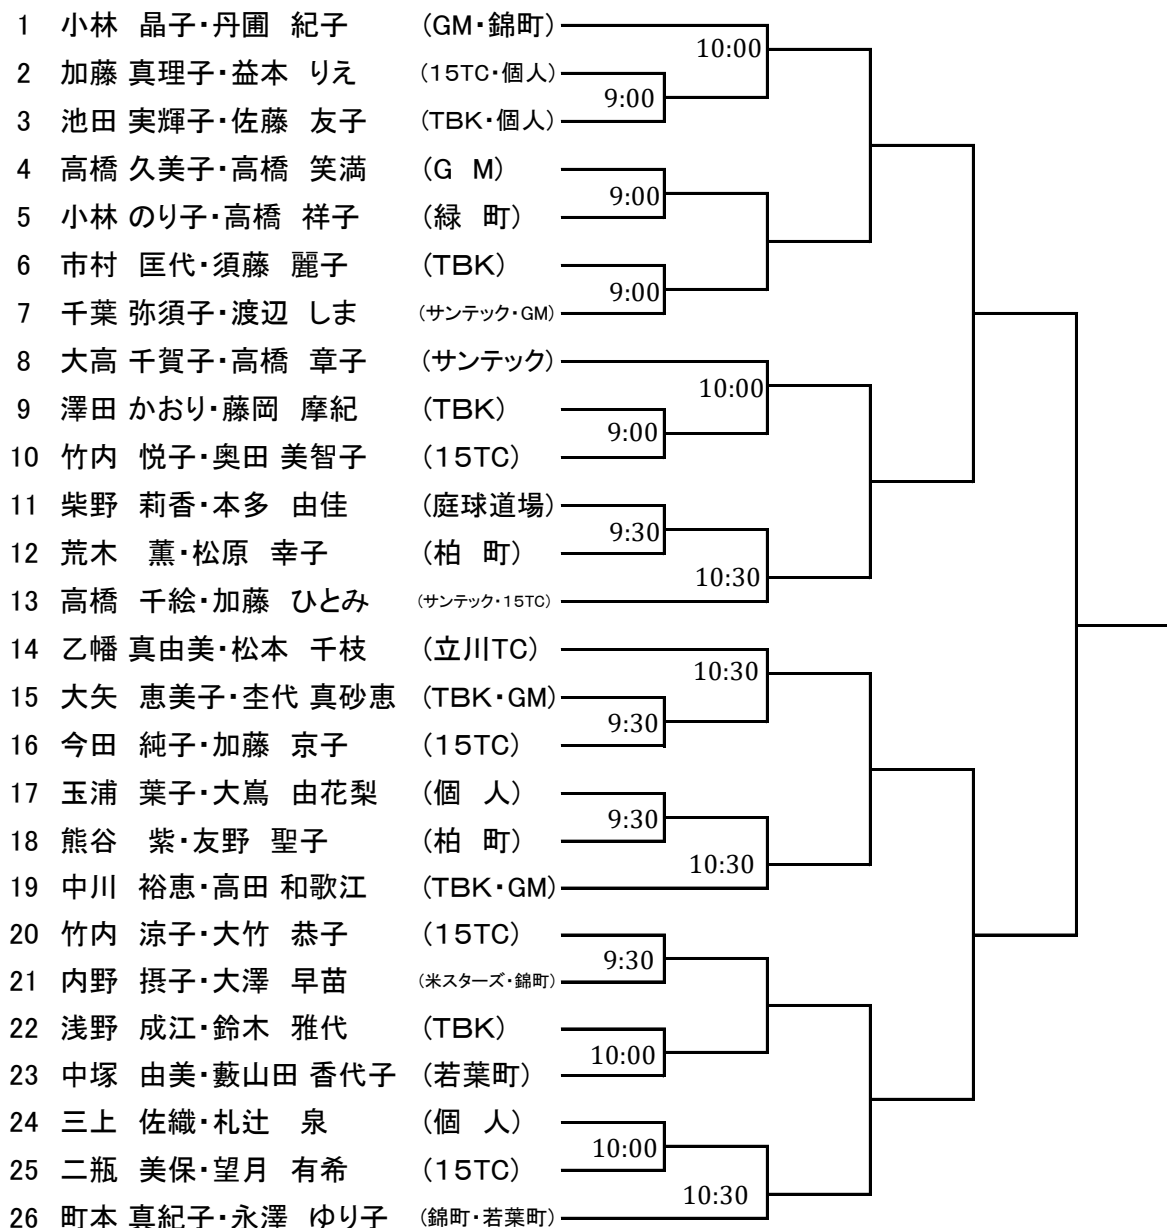 1 小林 晶子・丹圃 紀子 (GM・錦町)
10:00
2 加藤 真理子・益本 りえ (15TC・個人)
9:00
3 池田 実輝子・佐藤 友子 (TBK・個人)
4 高橋 久美子・高橋 笑満 (G M)
9:00
5 小林 のり子・高橋 祥子 (緑 町)
6 市村 匡代・須藤 麗子 (TBK)
9:00
7 千葉 弥須子・渡辺 しま (サンテック・GM)
8 大高 千賀子・高橋 章子 (サンテック)
10:00
9 澤田 かおり・藤岡 摩紀 (TBK)
9:00
10 竹内 悦子・奥田 美智子 (15TC)
11 柴野 莉香・本多 由佳 (庭球道場)
9:30
12 荒木 薫・松原 幸子 (柏 町)
10:30
13 高橋 千絵・加藤 ひとみ (サンテック・15TC)
14 乙幡 真由美・松本 千枝 (立川TC)
10:30
15 大矢 恵美子・杢代 真砂恵 (TBK・GM)
9:30
16 今田 純子・加藤 京子 (15TC)
17 玉浦 葉子・大嶌 由花梨 (個 人)
9:30
18 熊谷 紫・友野 聖子 (柏 町)
10:30
19 中川 裕恵・高田 和歌江 (TBK・GM)
20 竹内 涼子・大竹 恭子 (15TC)
9:30
21 内野 摂子・大澤 早苗 (米スターズ・錦町)
22 浅野 成江・鈴木 雅代 (TBK)
10:00
23 中塚 由美・藪山田 香代子 (若葉町)
24 三上 佐織・札辻 泉 (個 人)
10:00
25 二瓶 美保・望月 有希 (15TC)
10:30
26 町本 真紀子・永澤 ゆり子 (錦町・若葉町)